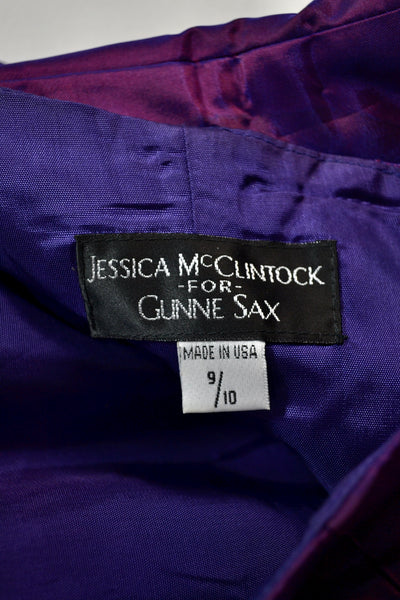 JESSICA McCLINTOCK
-FOR-
GUNNE SAX
MADE IN USA
9/10